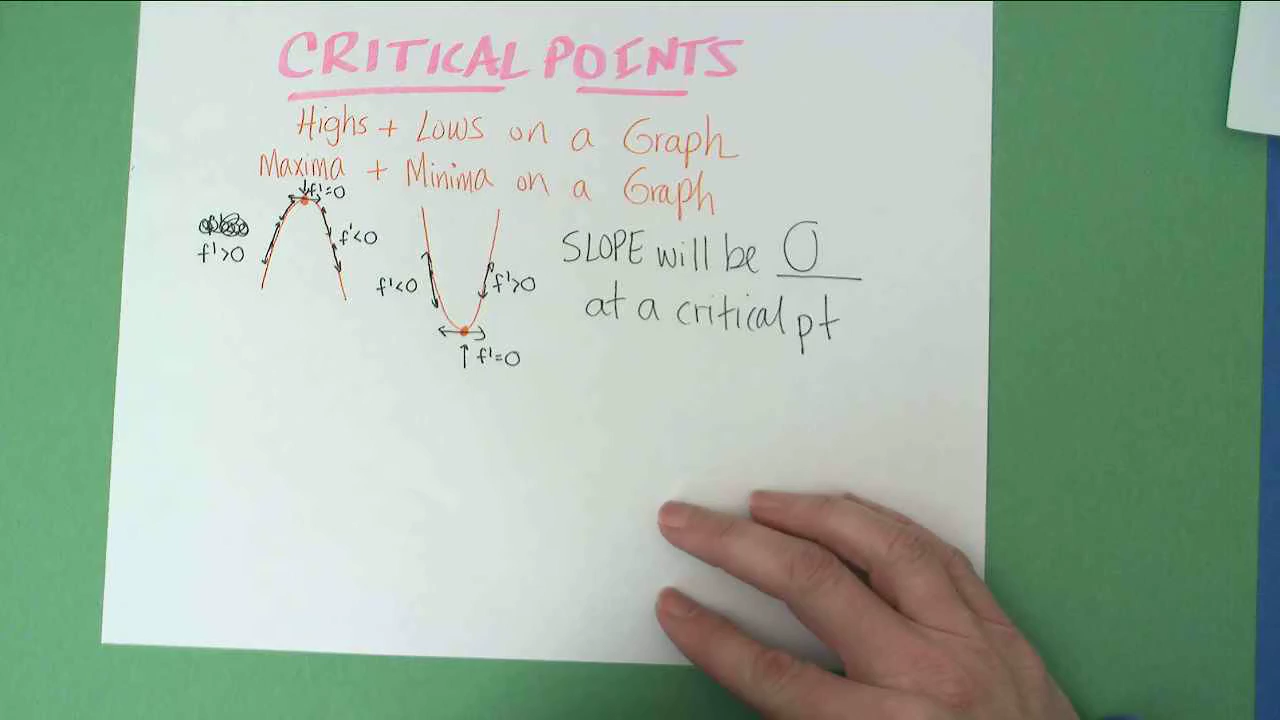 CRITICAL POINTS
Highs + Lows on a Graph
Maxima + Minima on a Graph
f'=0
f'>0
f'<0
f'<0
f'>0
f'=0
SLOPE will be 0
at a critical pt